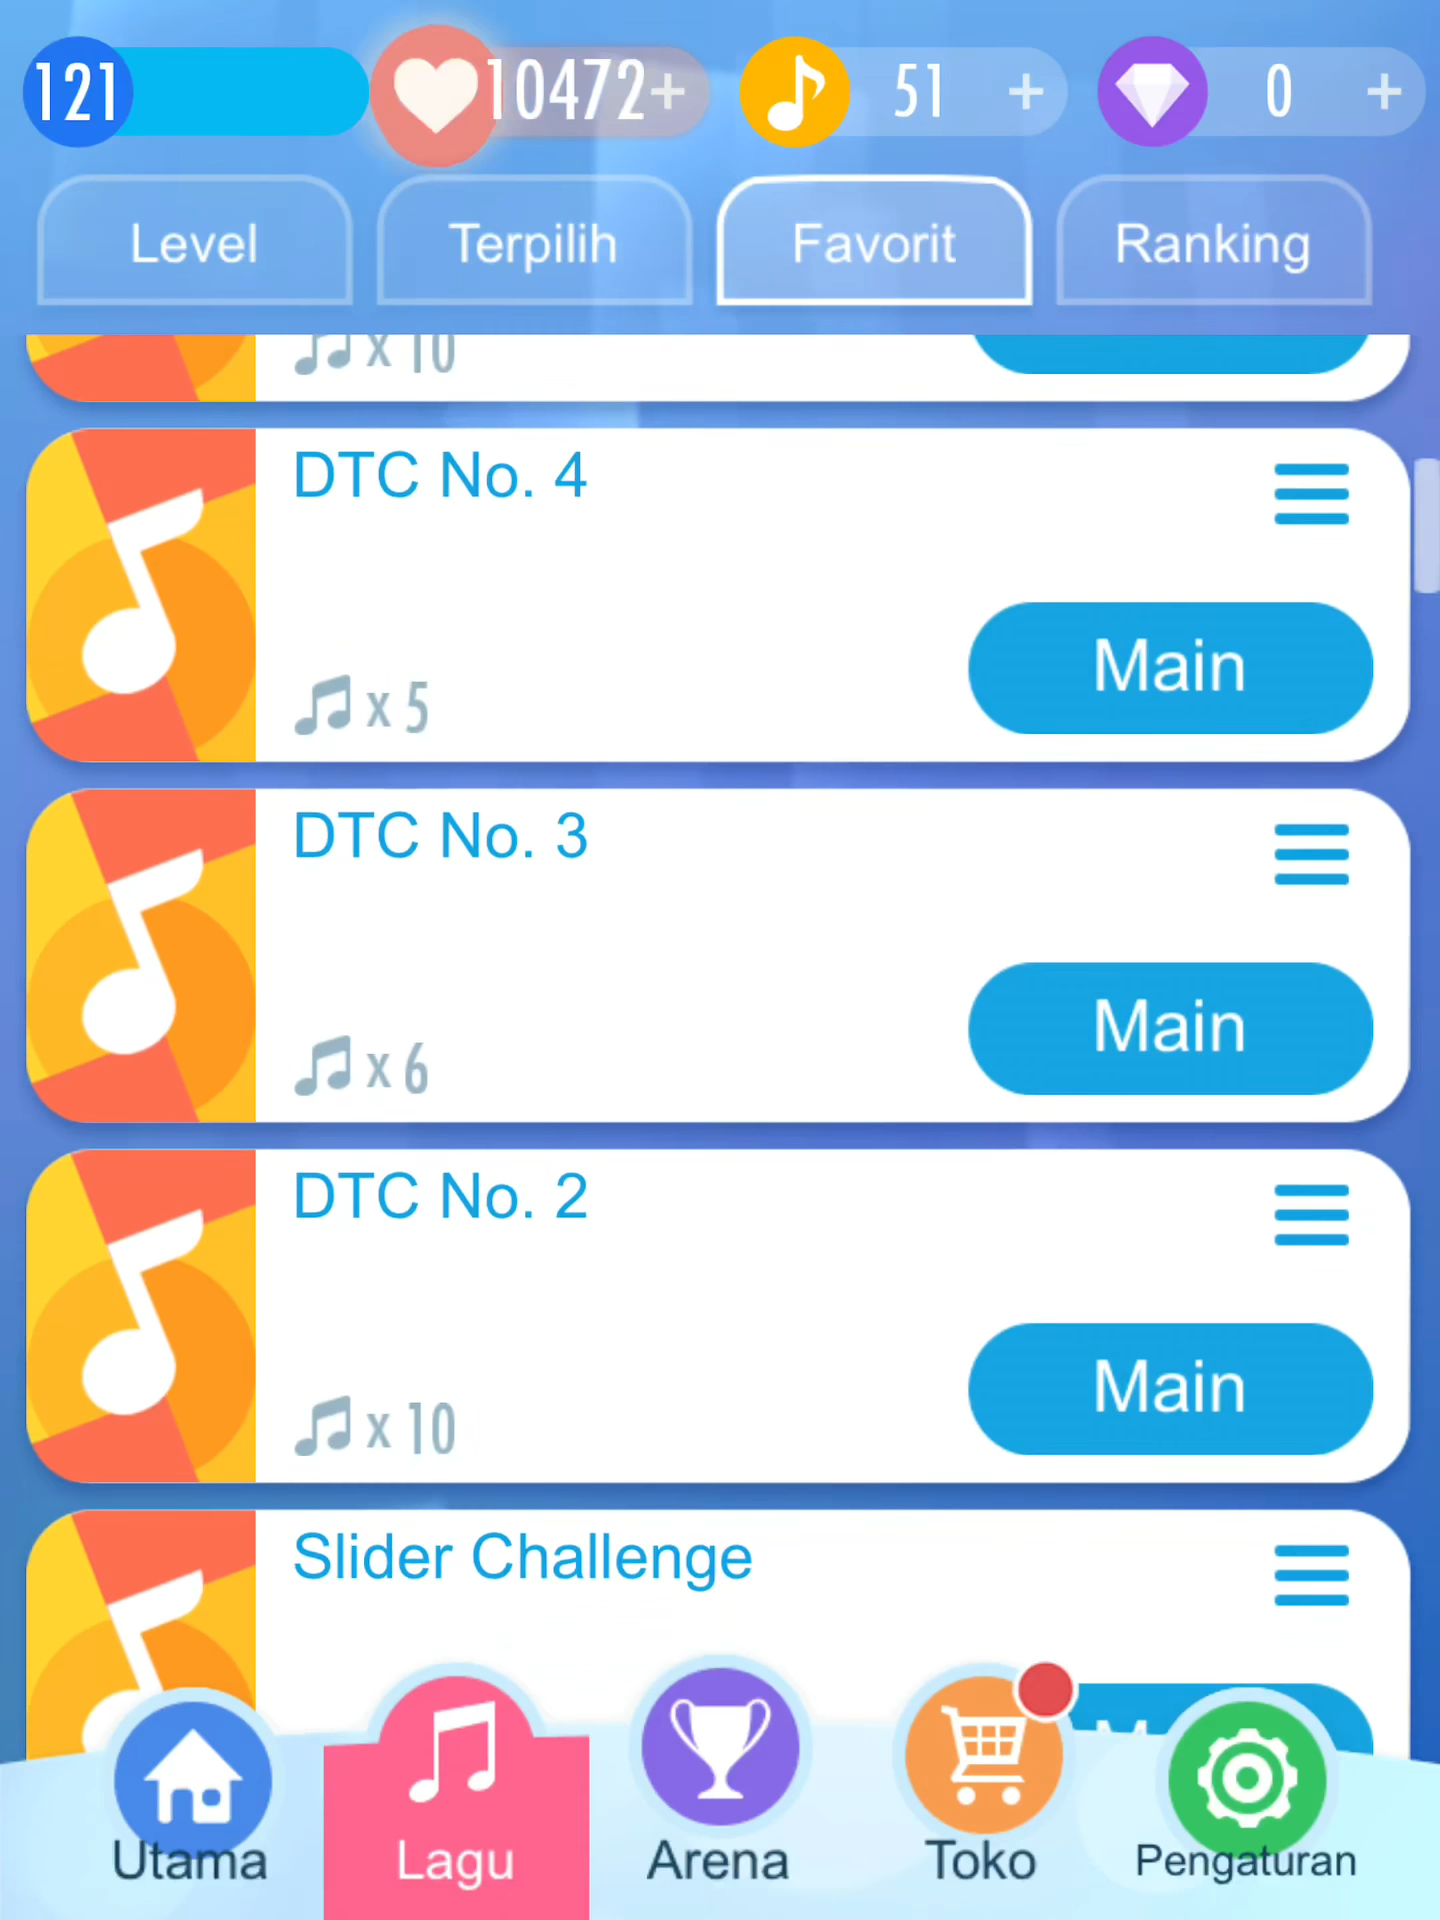 121 10472 + 51 + 0 +
Level Terpilih Favorit Ranking
x 10
DTC No. 4
Main
x 5
DTC No. 3
Main
x 6
DTC No. 2
Main
x 10
Slider Challenge
Utama Lagu Arena Toko Pengaturan